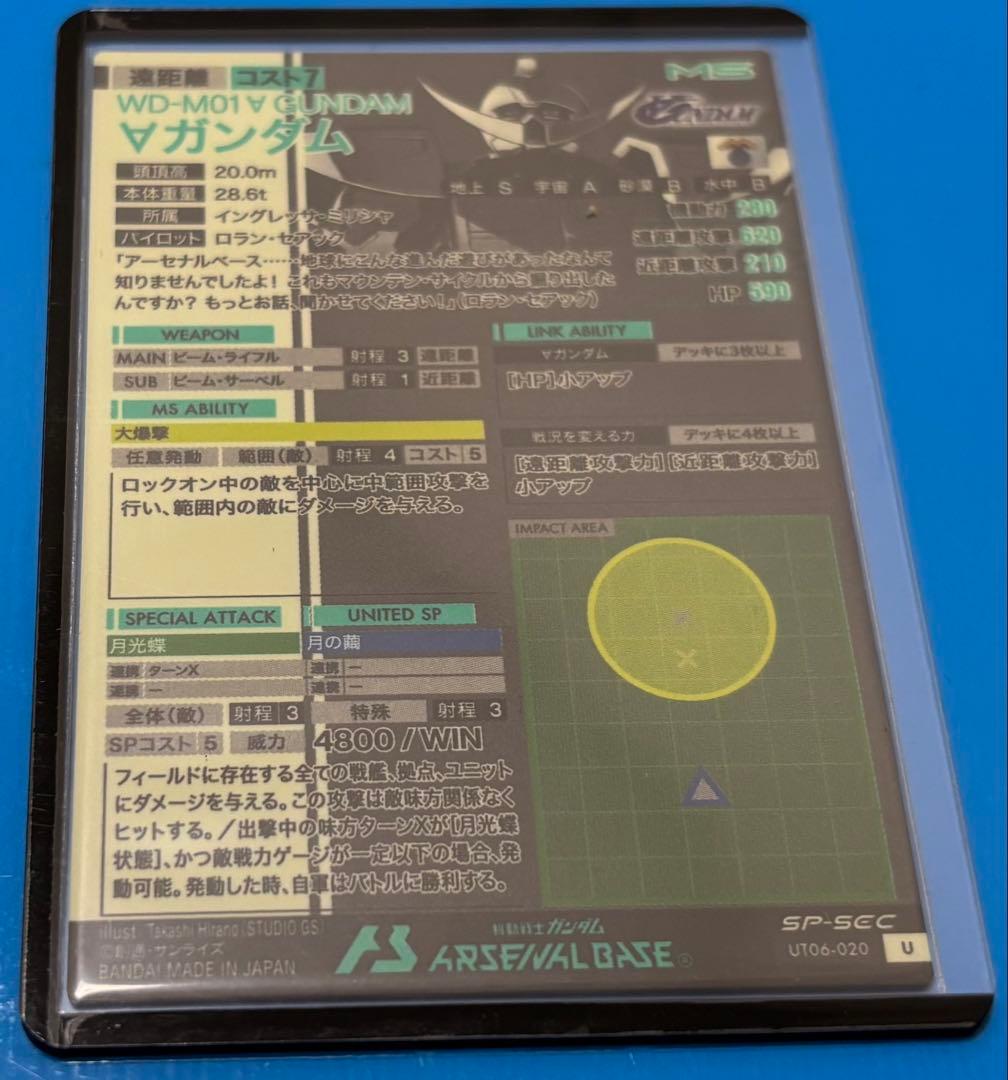 遠距離 コスト7
MS
WD-M01 ∀ GUNDAM
∀ガンダム
∀GUNDAM
頭頂高 20.0m
本体重量 28.6t
所属 イングレッサ・ミリシャ
パイロット ロラン・セアック
地上 S 宇宙 A 砂漠 B 水中 B
機動力 280
遠距離攻撃 620
近距離攻撃 210
HP 590
「アーセナルベース……地球にこんな進んだ遊びがあったなんて
知りませんでしたよ! これもマウンテン・サイクルから掘り出した
んですか? もっとお話、聞かせてください!」(ロラン・セアック)
WEAPON
MAIN ビーム・ライフル 射程 3 遠距離
SUB ビーム・サーベル 射程 1 近距離
MS ABILITY
大爆撃
任意発動 範囲(敵) 射程 4 コスト 5
ロックオン中の敵を中心に中範囲攻撃を
行い、範囲内の敵にダメージを与える。
LINK ABILITY
∀ガンダム デッキに3枚以上
[HP]小アップ
戦況を変える力 デッキに4枚以上
[遠距離攻撃力][近距離攻撃力]
小アップ
IMPACT AREA
SPECIAL ATTACK UNITED SP
月光蝶 月の繭
連携 ターンX 連携 ー
連携 ー 連携 ー
全体(敵) 射程 3 特殊 射程 3
SPコスト 5 威力 4800 / WIN
フィールドに存在する全ての戦艦、拠点、ユニット
にダメージを与える。この攻撃は敵味方関係なく
ヒットする。/出撃中の味方ターンXが[月光蝶
状態]、かつ敵戦力ゲージが一定以下の場合、発
動可能。発動した時、自軍はバトルに勝利する。
illust Takashi Hirano(STUDIO GS)
©創通・サンライズ
BANDAI MADE IN JAPAN
機動戦士ガンダム
AB ARSENAL BASE®
SP-SEC
UT06-020 U